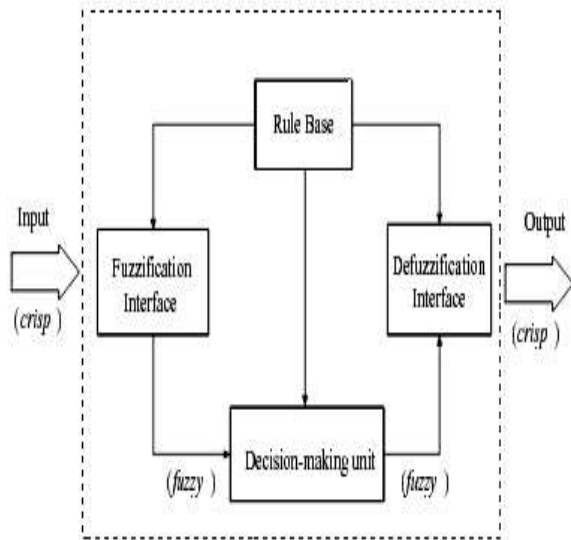 Rule Base
Input
(crisp )
Fuzzification
Interface
Defuzzification
Interface
Output
(crisp )
Decision-making unit
(fuzzy )
(fuzzy )